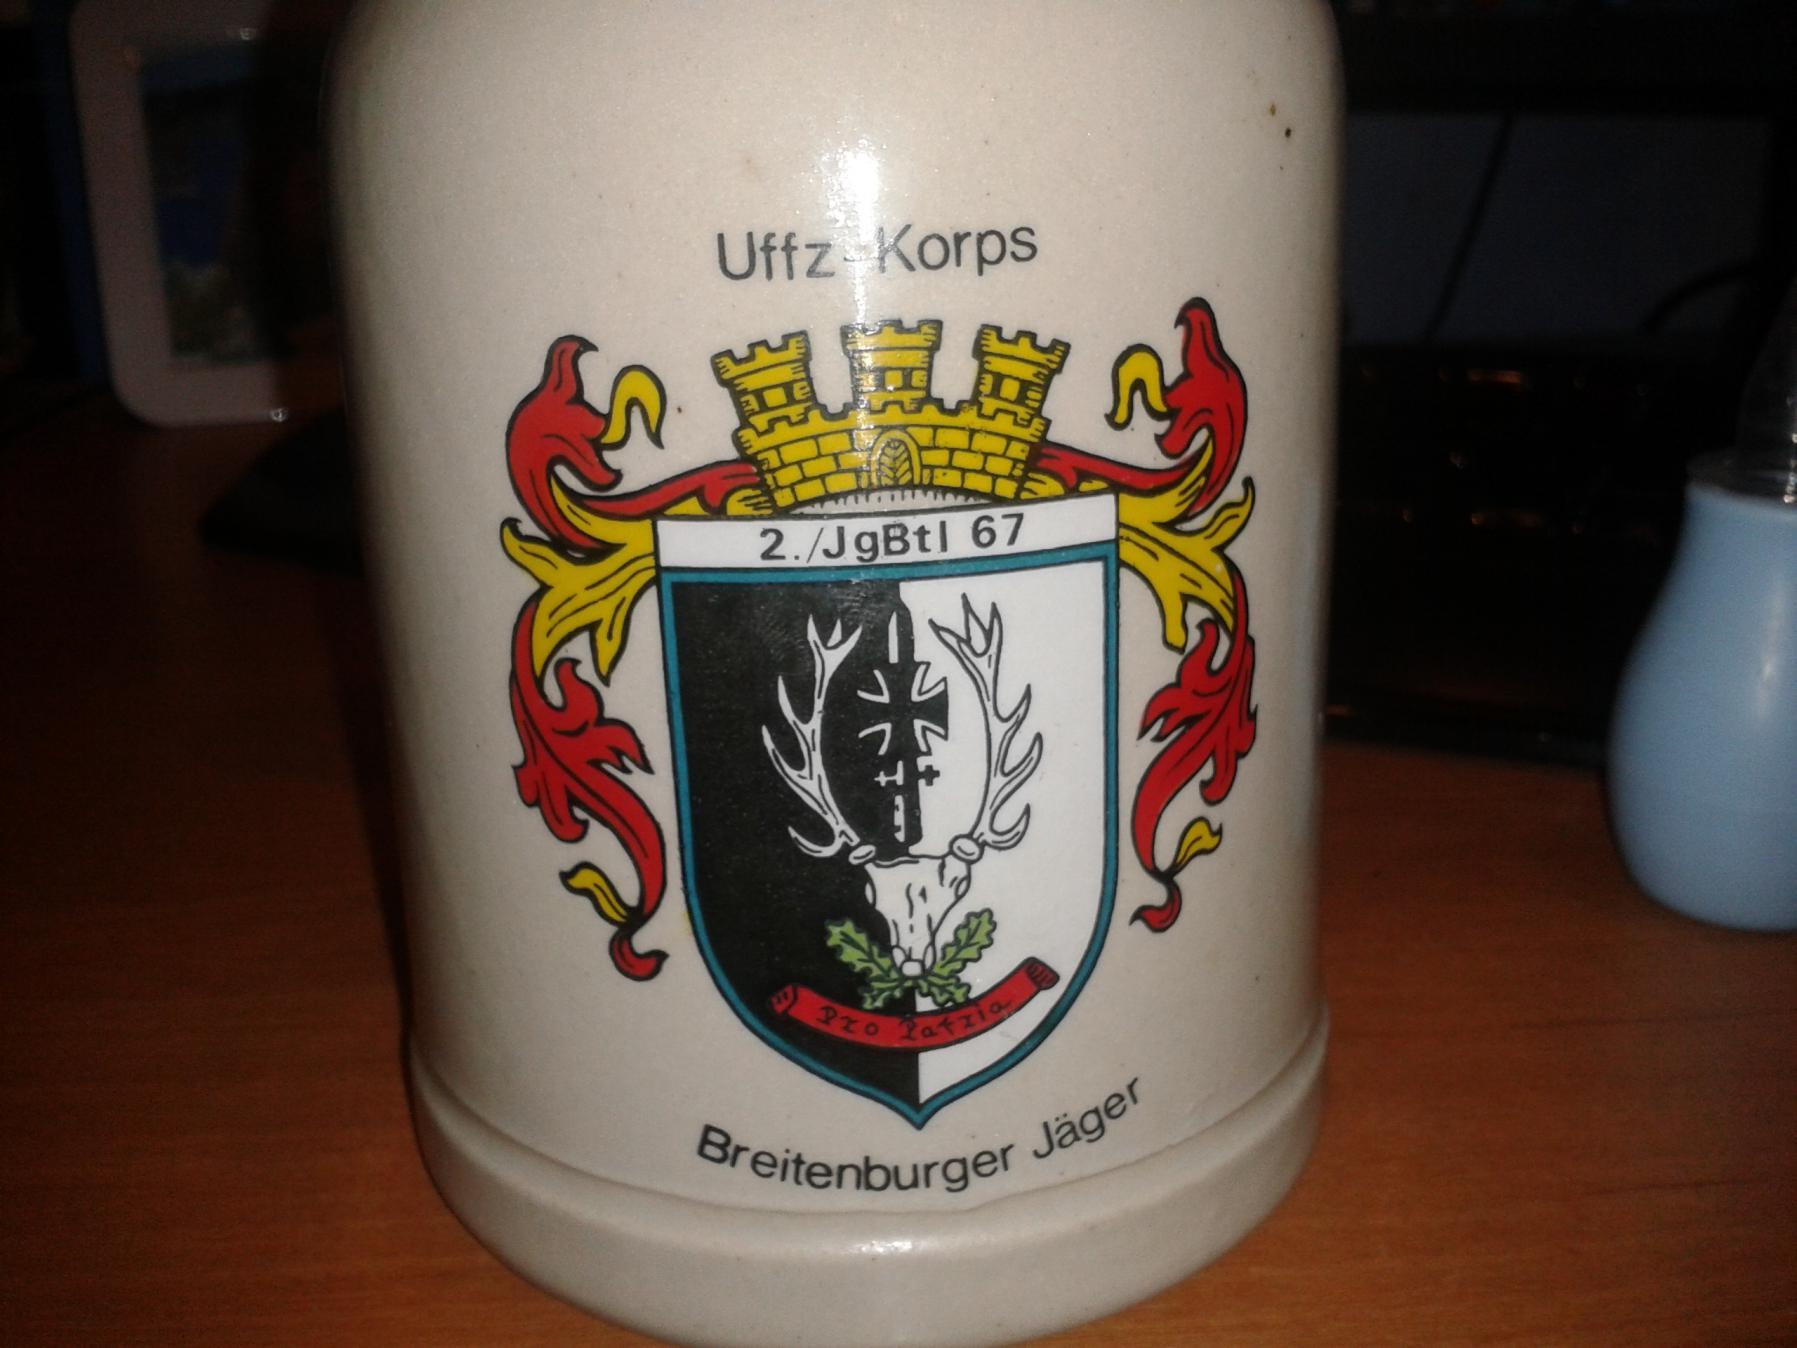 Uffz-Korps
2./JgBtl 67
Pro Patria
Breitenburger Jäger